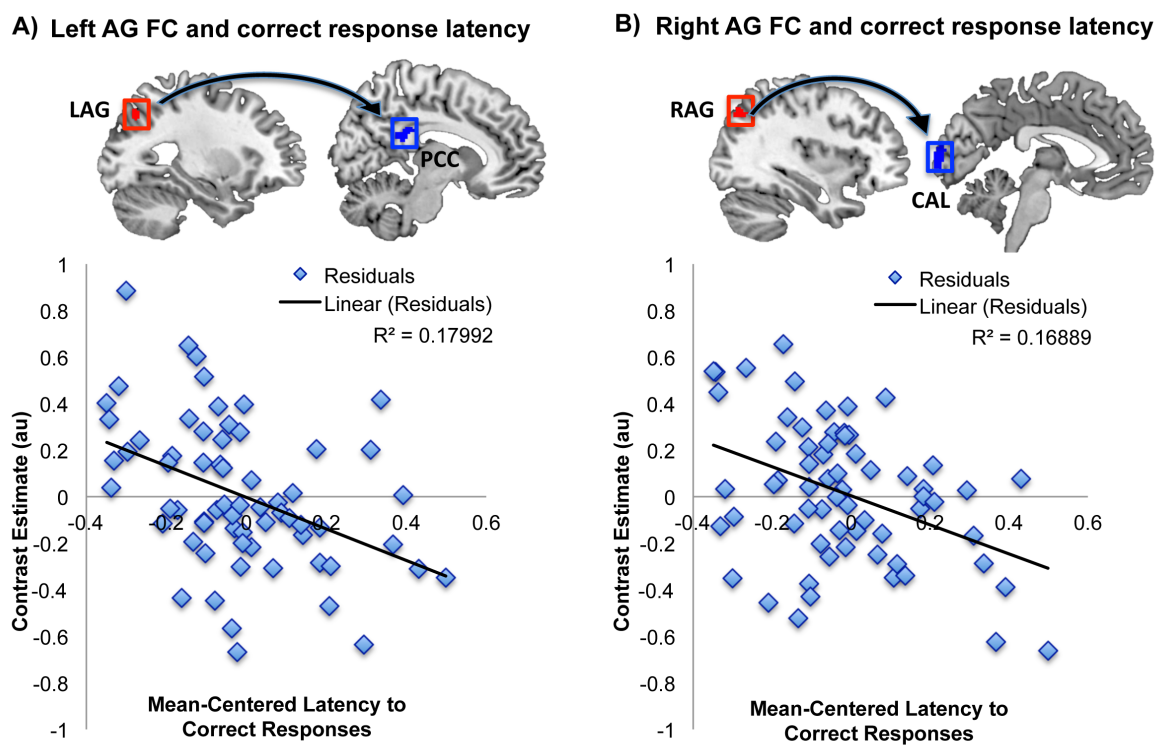 A) Left AG FC and correct response latency
LAG
PCC
1
0.8
0.6
0.4
0.2
0
-0.2
-0.4
-0.6
-0.8
-1
-0.4
-0.2
0
0.2
0.4
0.6
Residuals
Linear (Residuals)
R² = 0.17992
Contrast Estimate (au)
Mean-Centered Latency to
Correct Responses
B) Right AG FC and correct response latency
RAG
CAL
1
0.8
0.6
0.4
0.2
0
-0.2
-0.4
-0.6
-0.8
-1
-0.4
-0.2
0
0.2
0.4
0.6
Residuals
Linear (Residuals)
R² = 0.16889
Contrast Estimate (au)
Mean-Centered Latency to
Correct Responses